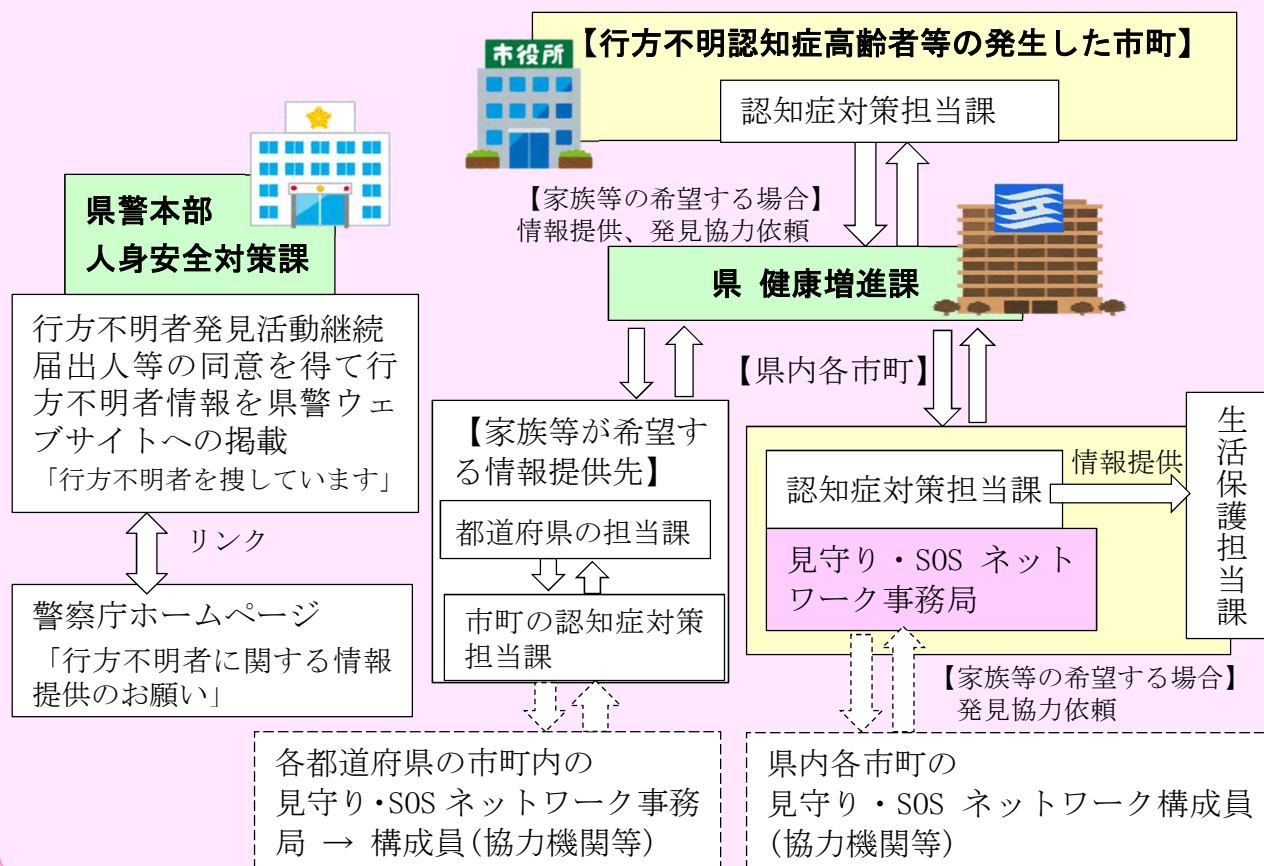 市役所
【行方不明認知症高齢者等の発生した市町】
認知症対策担当課
【家族等の希望する場合】
情報提供、発見協力依頼
県警本部
人身安全対策課
行方不明者発見活動継続
届出人等の同意を得て行
方不明者情報を県警ウェ
ブサイトへの掲載
「行方不明者を捜しています」
リンク
警察庁ホームページ
「行方不明者に関する情報
提供のお願い」
県 健康増進課
【家族等が希望す
る情報提供先】
都道府県の担当課
市町の認知症対策
担当課
各都道府県の市町内の
見守り・SOS ネットワーク事務
局 → 構成員(協力機関等)
【県内各市町】
認知症対策担当課
見守り・SOS ネット
ワーク事務局
情報提供
生活保護担当課
【家族等の希望する場合】
発見協力依頼
県内各市町の
見守り・SOS ネットワーク構成員
(協力機関等)